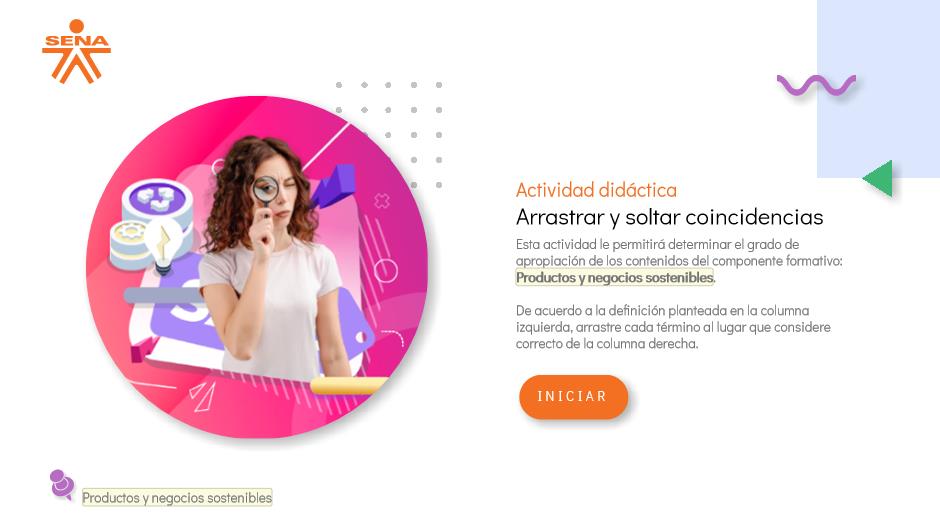 SENA
Actividad didáctica
Arrastrar y soltar coincidencias
Esta actividad le permitirá determinar el grado de
apropiación de los contenidos del componente formativo:
Productos y negocios sostenibles.
De acuerdo a la definición planteada en la columna
izquierda, arrastre cada término al lugar que considere
correcto de la columna derecha.
INICIAR
Productos y negocios sostenibles